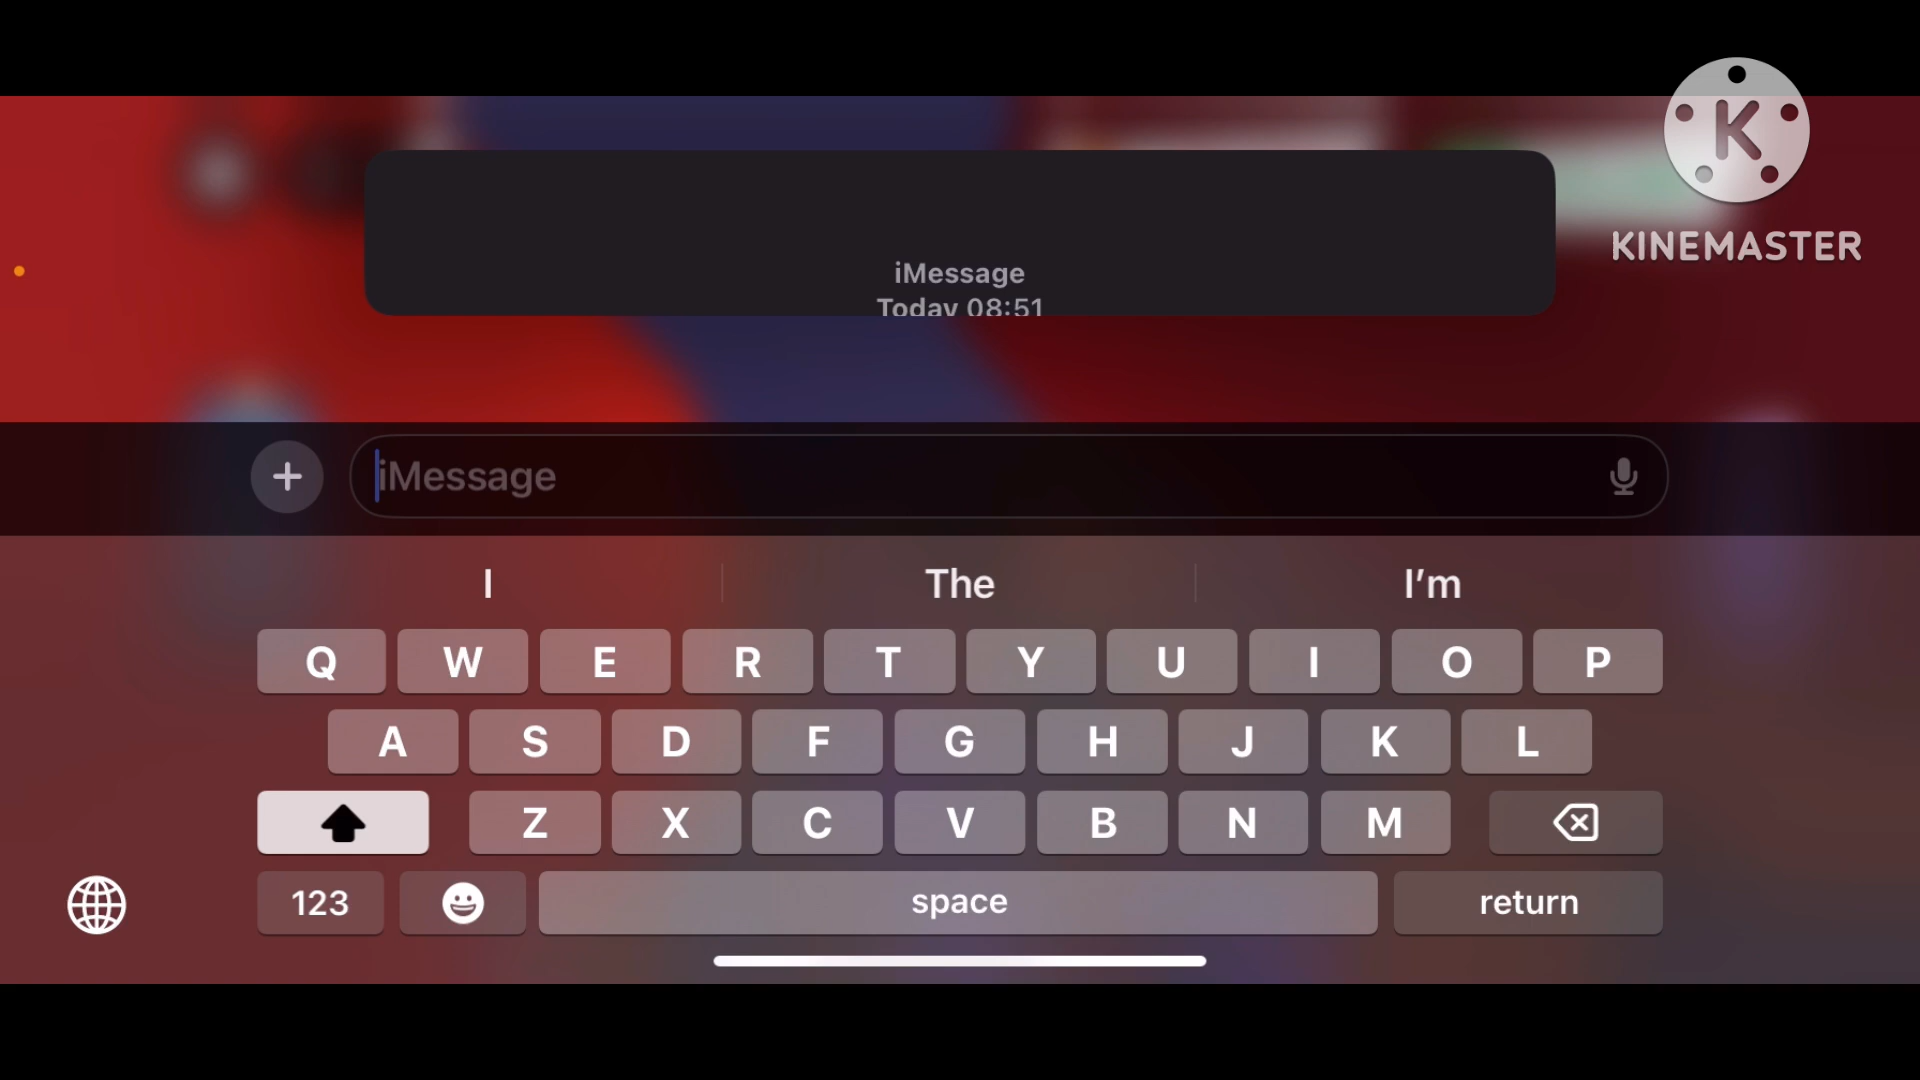 K
KINEMASTER
iMessage
Today 08:51
iMessage
I The I’m
Q W E R T Y U I O P
A S D F G H J K L
Z X C V B N M
123 space return